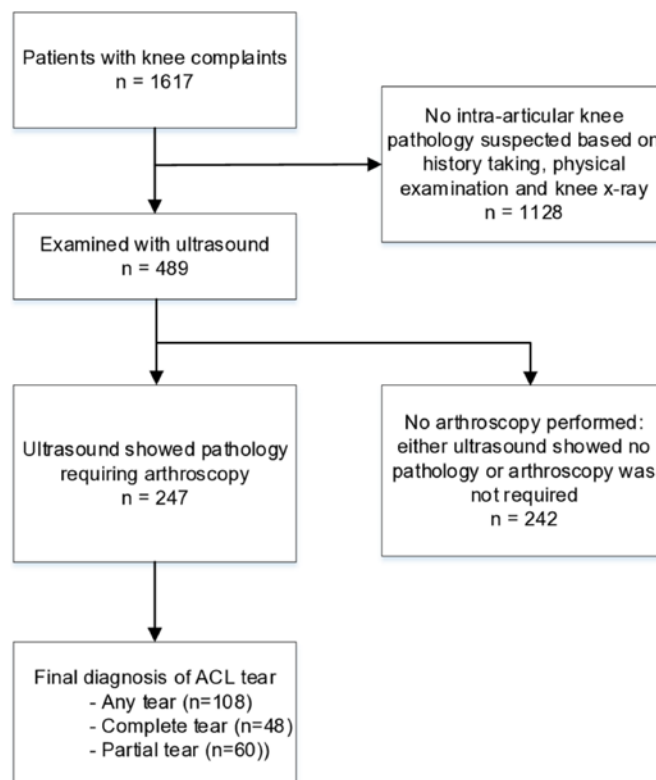 Patients with knee complaints
n = 1617
No intra-articular knee
pathology suspected based on
history taking, physical
examination and knee x-ray
n = 1128
Examined with ultrasound
n = 489
Ultrasound showed pathology
requiring arthroscopy
n = 247
No arthroscopy performed:
either ultrasound showed no
pathology or arthroscopy was
not required
n = 242
Final diagnosis of ACL tear
- Any tear (n=108)
- Complete tear (n=48)
- Partial tear (n=60))